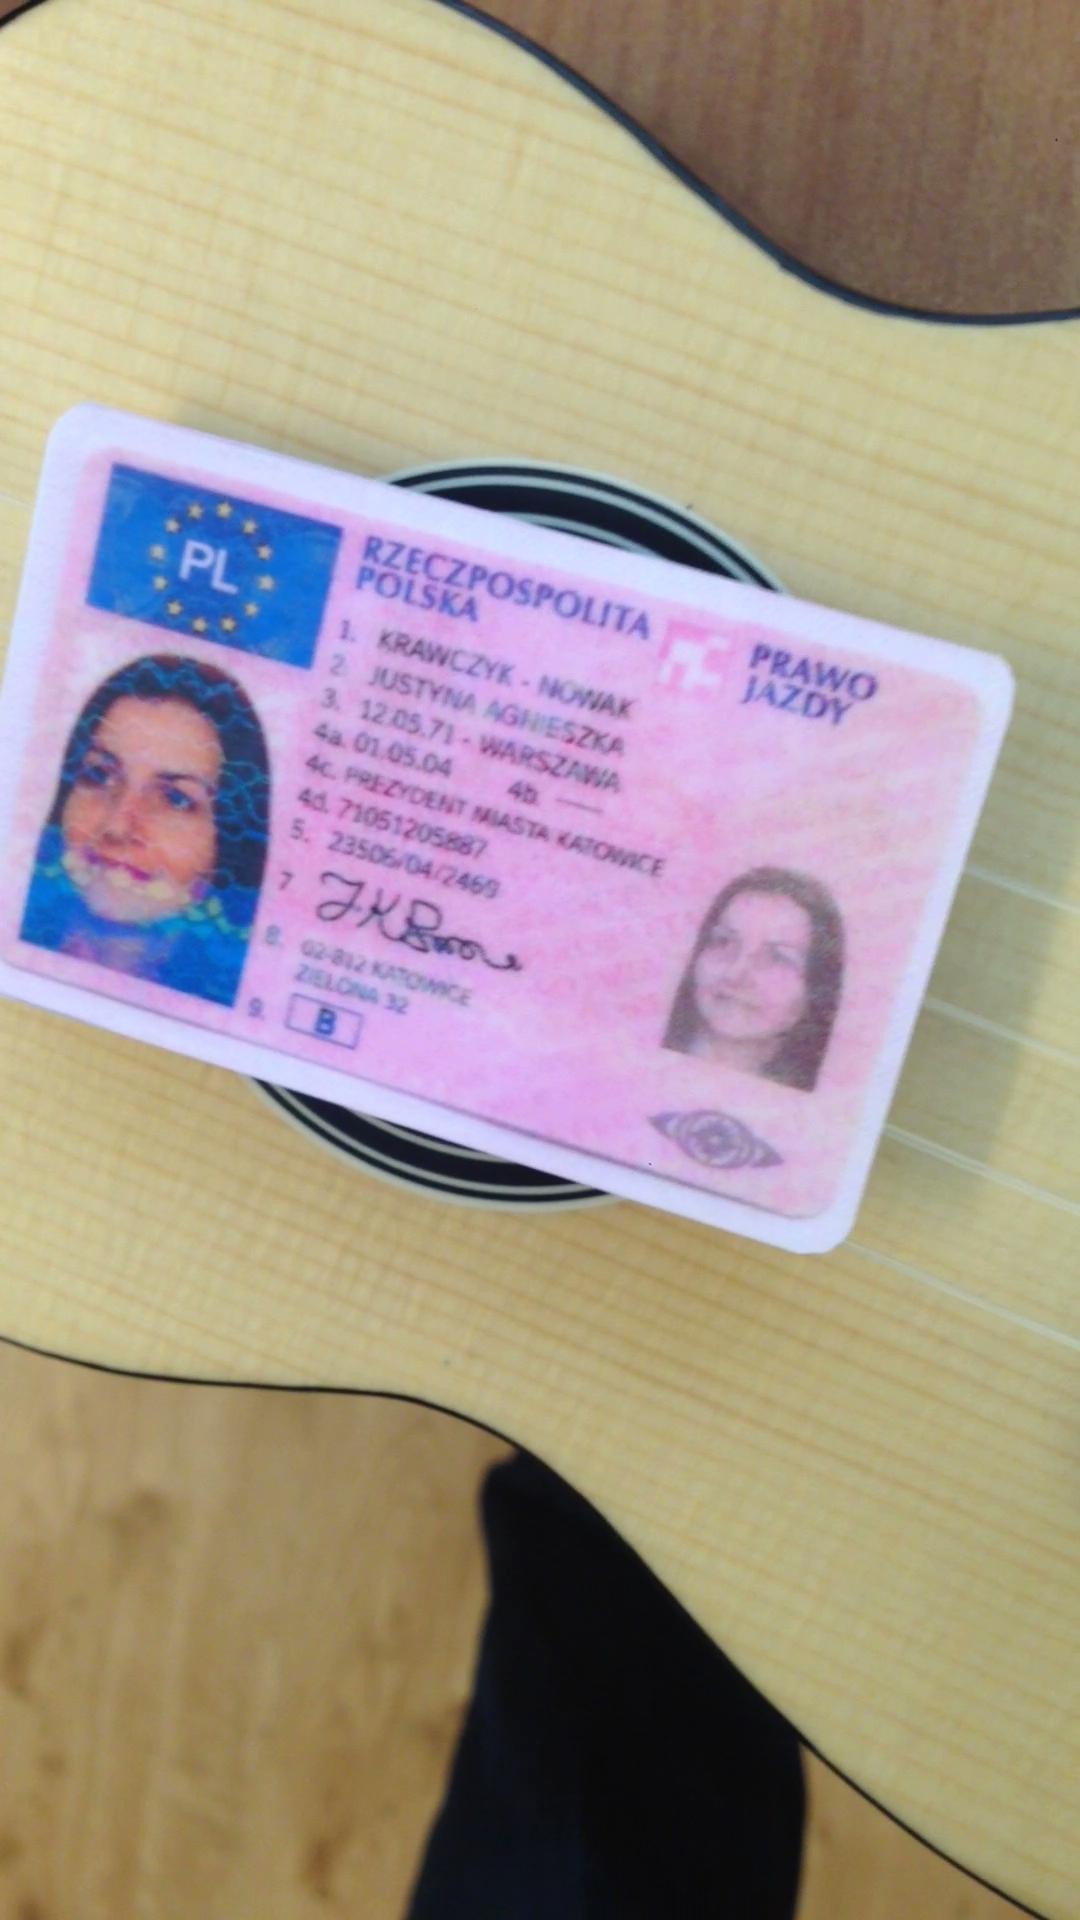 PL
RZECZPOSPOLITA
POLSKA
PRAWO
JAZDY
1. KRAWCZYK - NOWAK
2. JUSTYNA AGNIESZKA
3. 12.05.71 - WARSZAWA
4a. 01.05.04 4b. —
4c. PREZYDENT MIASTA KATOWICE
4d. 71051205887
5. 23506/04/2469
7
8. 02-812 KATOWICE
ZIELONA 32
9. B